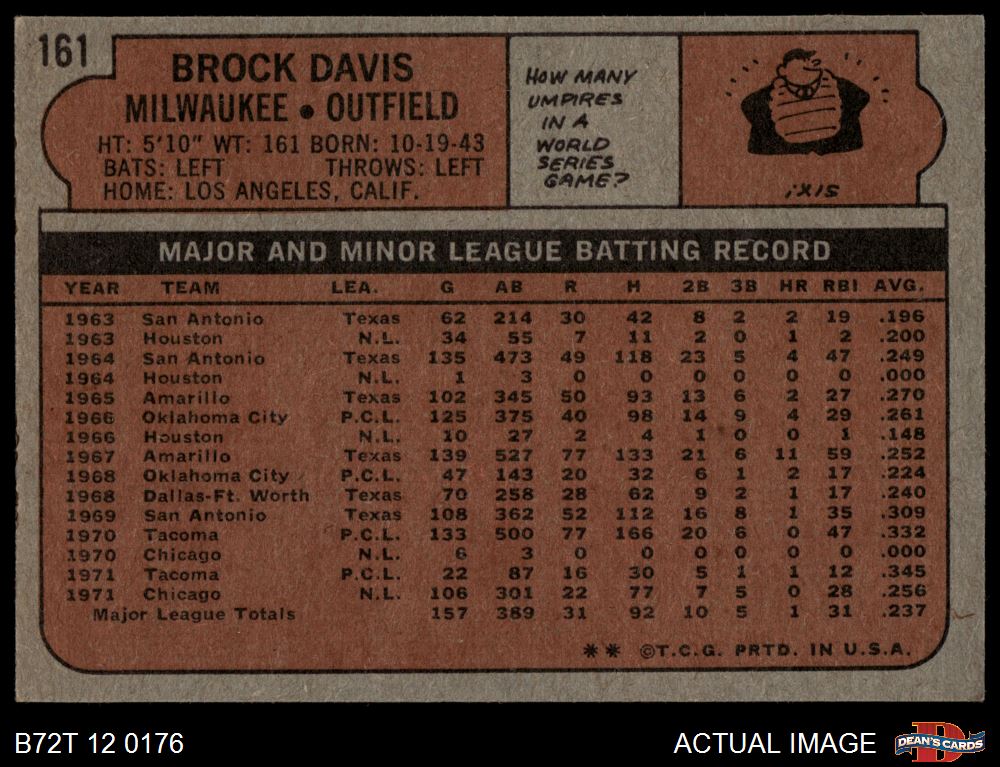 161
BROCK DAVIS
MILWAUKEE • OUTFIELD
HT: 5'10" WT: 161 BORN: 10-19-43
BATS: LEFT THROWS: LEFT
HOME: LOS ANGELES, CALIF.
HOW MANY
UMPIRES
IN A
WORLD
SERIES
GAME?
¡XIS
MAJOR AND MINOR LEAGUE BATTING RECORD
YEAR TEAM LEA. G AB R H 2B 3B HR RBI AVG.
1963 San Antonio Texas 62 214 30 42 8 2 2 19 .196
1963 Houston N.L. 34 55 7 11 2 0 1 2 .200
1964 San Antonio Texas 135 473 49 118 23 5 4 47 .249
1964 Houston N.L. 1 3 0 0 0 0 0 0 .000
1965 Amarillo Texas 102 345 50 93 13 6 2 27 .270
1966 Oklahoma City P.C.L. 125 375 40 98 14 9 4 29 .261
1966 Houston N.L. 10 27 2 4 1 0 0 1 .148
1967 Amarillo Texas 139 527 77 133 21 6 11 59 .252
1968 Oklahoma City P.C.L. 47 143 20 32 6 1 2 17 .224
1968 Dallas-Ft. Worth Texas 70 258 28 62 9 2 1 17 .240
1969 San Antonio Texas 108 362 52 112 16 8 1 35 .309
1970 Tacoma P.C.L. 133 500 77 166 20 6 0 47 .332
1970 Chicago N.L. 6 3 0 0 0 0 0 0 .000
1971 Tacoma P.C.L. 22 87 16 30 5 1 1 12 .345
1971 Chicago N.L. 106 301 22 77 7 5 0 28 .256
Major League Totals 157 389 31 92 10 5 1 31 .237
** ©T.C.G. PRTD. IN U.S.A.
B72T 12 0176
ACTUAL IMAGE
D
DEAN'S CARDS